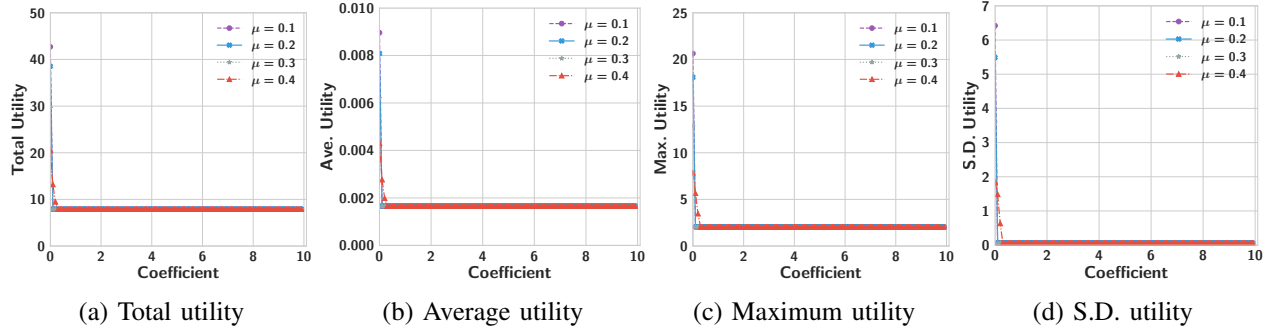 50
40
30
20
10
0
Total Utility
0 2 4 6 8 10
Coefficient
μ = 0.1
μ = 0.2
μ = 0.3
μ = 0.4
(a) Total utility
0.010
0.008
0.006
0.004
0.002
0.000
Ave. Utility
0 2 4 6 8 10
Coefficient
μ = 0.1
μ = 0.2
μ = 0.3
μ = 0.4
(b) Average utility
25
20
15
10
5
0
Max. Utility
0 2 4 6 8 10
Coefficient
μ = 0.1
μ = 0.2
μ = 0.3
μ = 0.4
(c) Maximum utility
7
6
5
4
3
2
1
0
S.D. Utility
0 2 4 6 8 10
Coefficient
μ = 0.1
μ = 0.2
μ = 0.3
μ = 0.4
(d) S.D. utility